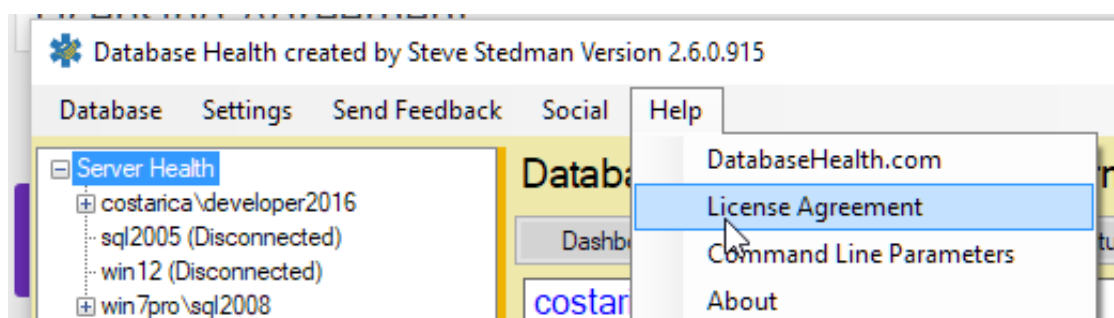 Database Health created by Steve Stedman Version 2.6.0.915
Database Settings Send Feedback Social Help
Server Health
costarica\developer2016
sql2005 (Disconnected)
win12 (Disconnected)
win7pro\sql2008
DatabaseHealth.com
License Agreement
Command Line Parameters
About